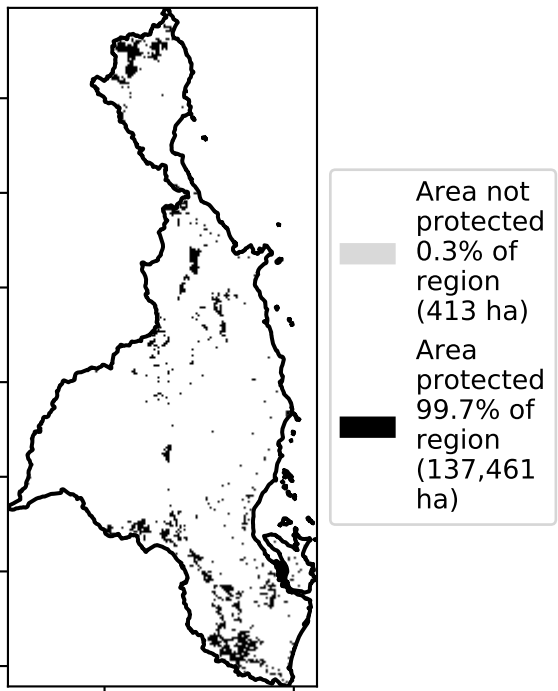 Area not
protected
0.3% of
region
(413 ha)
Area
protected
99.7% of
region
(137,461
ha)